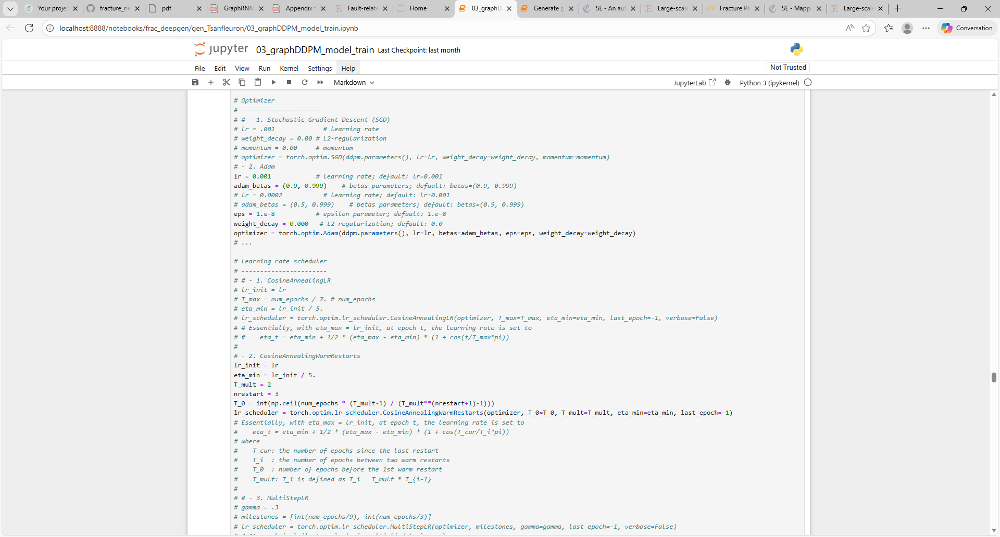 Your projec
fracture_ne
pdf
GraphRNN
Appendix f
Fault-relate
Home
03_graphD
Generate g
SE - An aut
Large-scale
Fracture Pa
SE - Mappi
Large-scale
localhost:8888/notebooks/frac_deepgen/gen_Tsanfleuron/03_graphDDPM_model_train.ipynb
Conversation
jupyter 03_graphDDPM_model_train Last Checkpoint: last month
File Edit View Run Kernel Settings Help
Not Trusted
Markdown
JupyterLab
Python 3 (ipykernel)
# Optimizer
# ---------------------
# # - 1. Stochastic Gradient Descent (SGD)
# lr = .001             # learning rate
# weight_decay = 0.00 # L2-regularization
# momentum = 0.00     # momentum
# optimizer = torch.optim.SGD(ddpm.parameters(), lr=lr, weight_decay=weight_decay, momentum=momentum)
# - 2. Adam
lr = 0.001            # learning rate; default: lr=0.001
adam_betas = (0.9, 0.999)    # betas parameters; default: betas=(0.9, 0.999)
# lr = 0.0002           # learning rate; default: lr=0.001
# adam_betas = (0.5, 0.999)    # betas parameters; default: betas=(0.9, 0.999)
eps = 1.e-8           # epsilon parameter; default: 1.e-8
weight_decay = 0.000   # L2-regularization; default: 0.0
optimizer = torch.optim.Adam(ddpm.parameters(), lr=lr, betas=adam_betas, eps=eps, weight_decay=weight_decay)
# ...
# Learning rate scheduler
# -----------------------
# # - 1. CosineAnnealingLR
# lr_init = lr
# T_max = num_epochs / 7. # num_epochs
# eta_min = lr_init / 5.
# lr_scheduler = torch.optim.lr_scheduler.CosineAnnealingLR(optimizer, T_max=T_max, eta_min=eta_min, last_epoch=-1, verbose=False)
# # Essentially, with eta_max = lr_init, at epoch t, the learning rate is set to
# #    eta_t = eta_min + 1/2 * (eta_max - eta_min) * (1 + cos(t/T_max*pi))
#
# - 2. CosineAnnealingWarmRestarts
lr_init = lr
eta_min = lr_init / 5.
T_mult = 2
nrestart = 3
T_0 = int(np.ceil(num_epochs * (T_mult-1) / (T_mult**(nrestart+1)-1)))
lr_scheduler = torch.optim.lr_scheduler.CosineAnnealingWarmRestarts(optimizer, T_0=T_0, T_mult=T_mult, eta_min=eta_min, last_epoch=-1)
# Essentially, with eta_max = lr_init, at epoch t, the learning rate is set to
#    eta_t = eta_min + 1/2 * (eta_max - eta_min) * (1 + cos(T_cur/T_i*pi))
# where
#    T_cur: the number of epochs since the last restart
#    T_i  : the number of epochs between two warm restarts
#    T_0  : number of epochs before the 1st warm restart
#    T_mult: T_i is defined as T_i = T_mult * T_{i-1}
#
# # - 3. MultiStepLR
# gamma = .3
# milestones = [int(num_epochs/9), int(num_epochs/3)]
# lr_scheduler = torch.optim.lr_scheduler.MultiStepLR(optimizer, milestones, gamma=gamma, last_epoch=-1, verbose=False)